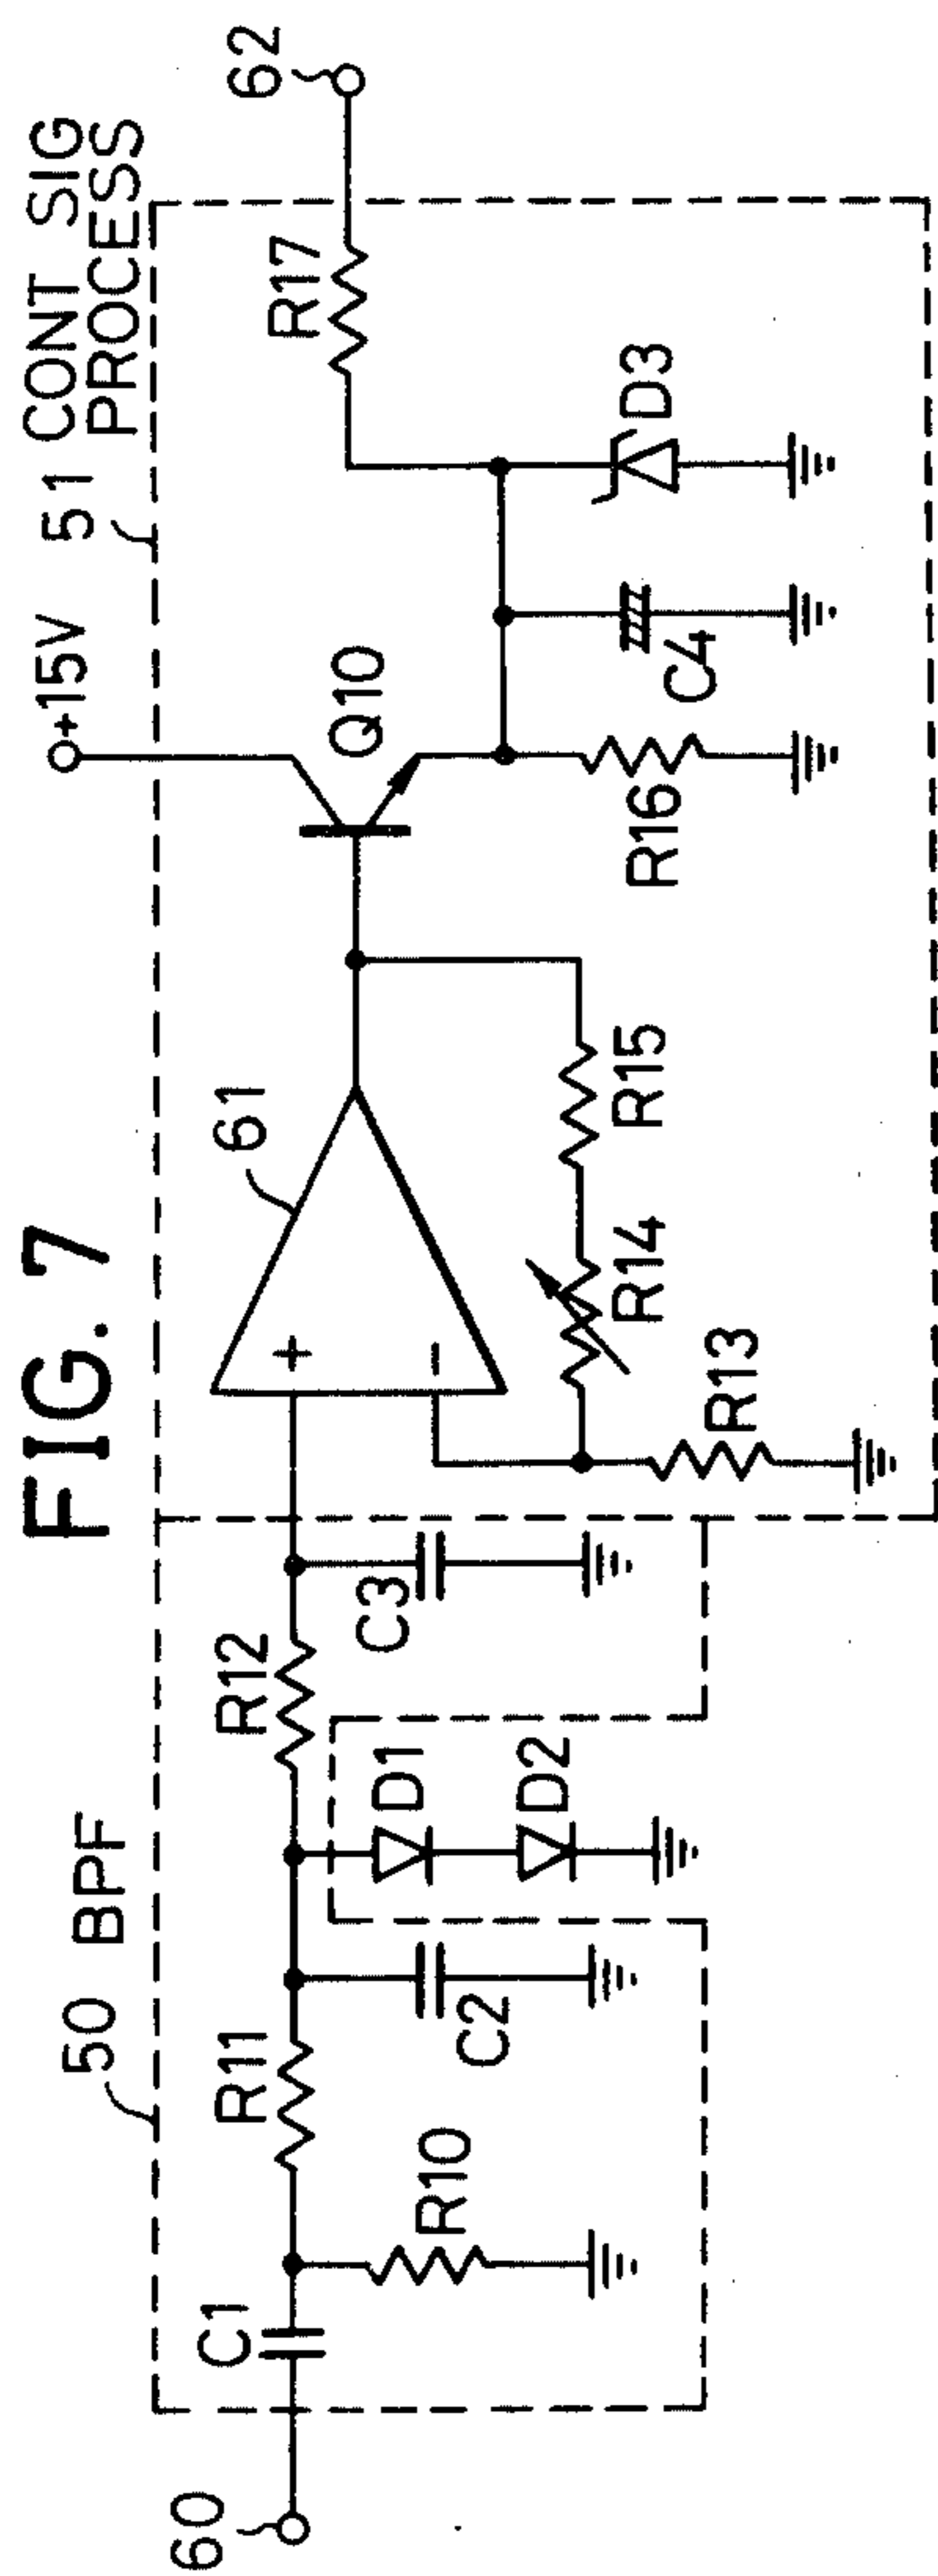 FIG. 7
50 BPF
51 CONT SIG
PROCESS
+15V
60
C1
R10
R11
C2
D1
D2
R12
C3
+
-
61
R13
R14
R15
Q10
R16
C4
D3
R17
62